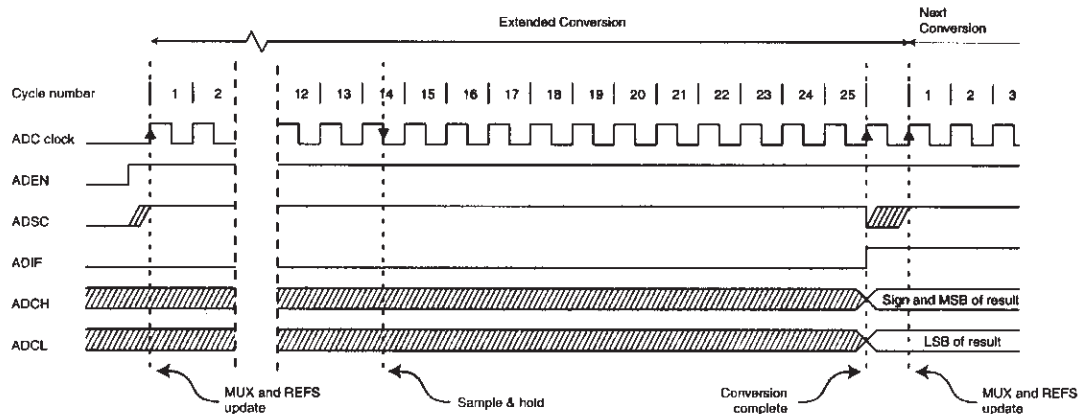 Extended Conversion
Next
Conversion
Cycle number 1 2 12 13 14 15 16 17 18 19 20 21 22 23 24 25 1 2 3
ADC clock
ADEN
ADSC
ADIF
ADCH Sign and MSB of result
ADCL LSB of result
MUX and REFS
update
Sample & hold
Conversion
complete
MUX and REFS
update